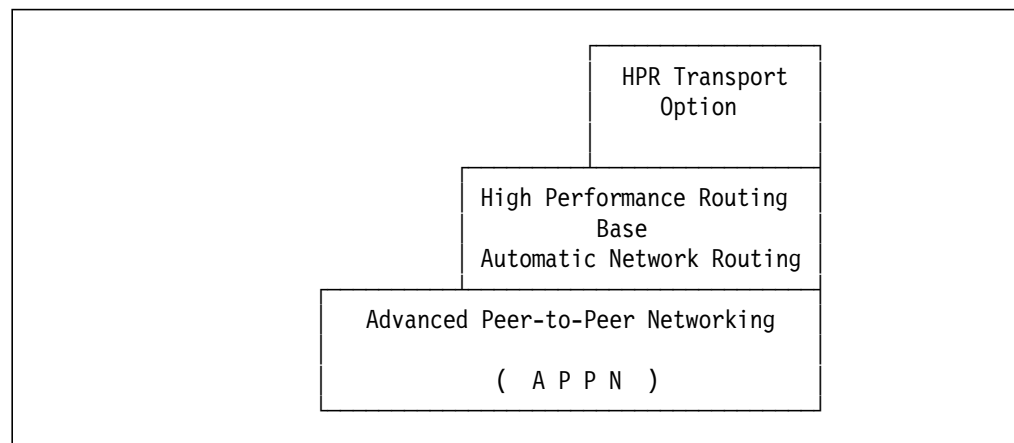 HPR Transport
Option
High Performance Routing
Base
Automatic Network Routing
Advanced Peer-to-Peer Networking
( A P P N )